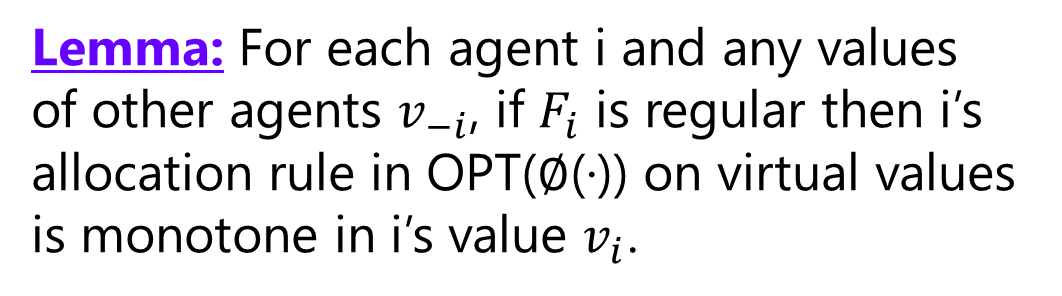 Lemma: For each agent i and any values
of other agents 𝑣₋ᵢ, if 𝐹ᵢ is regular then i’s
allocation rule in OPT(∅(·)) on virtual values
is monotone in i’s value 𝑣ᵢ.